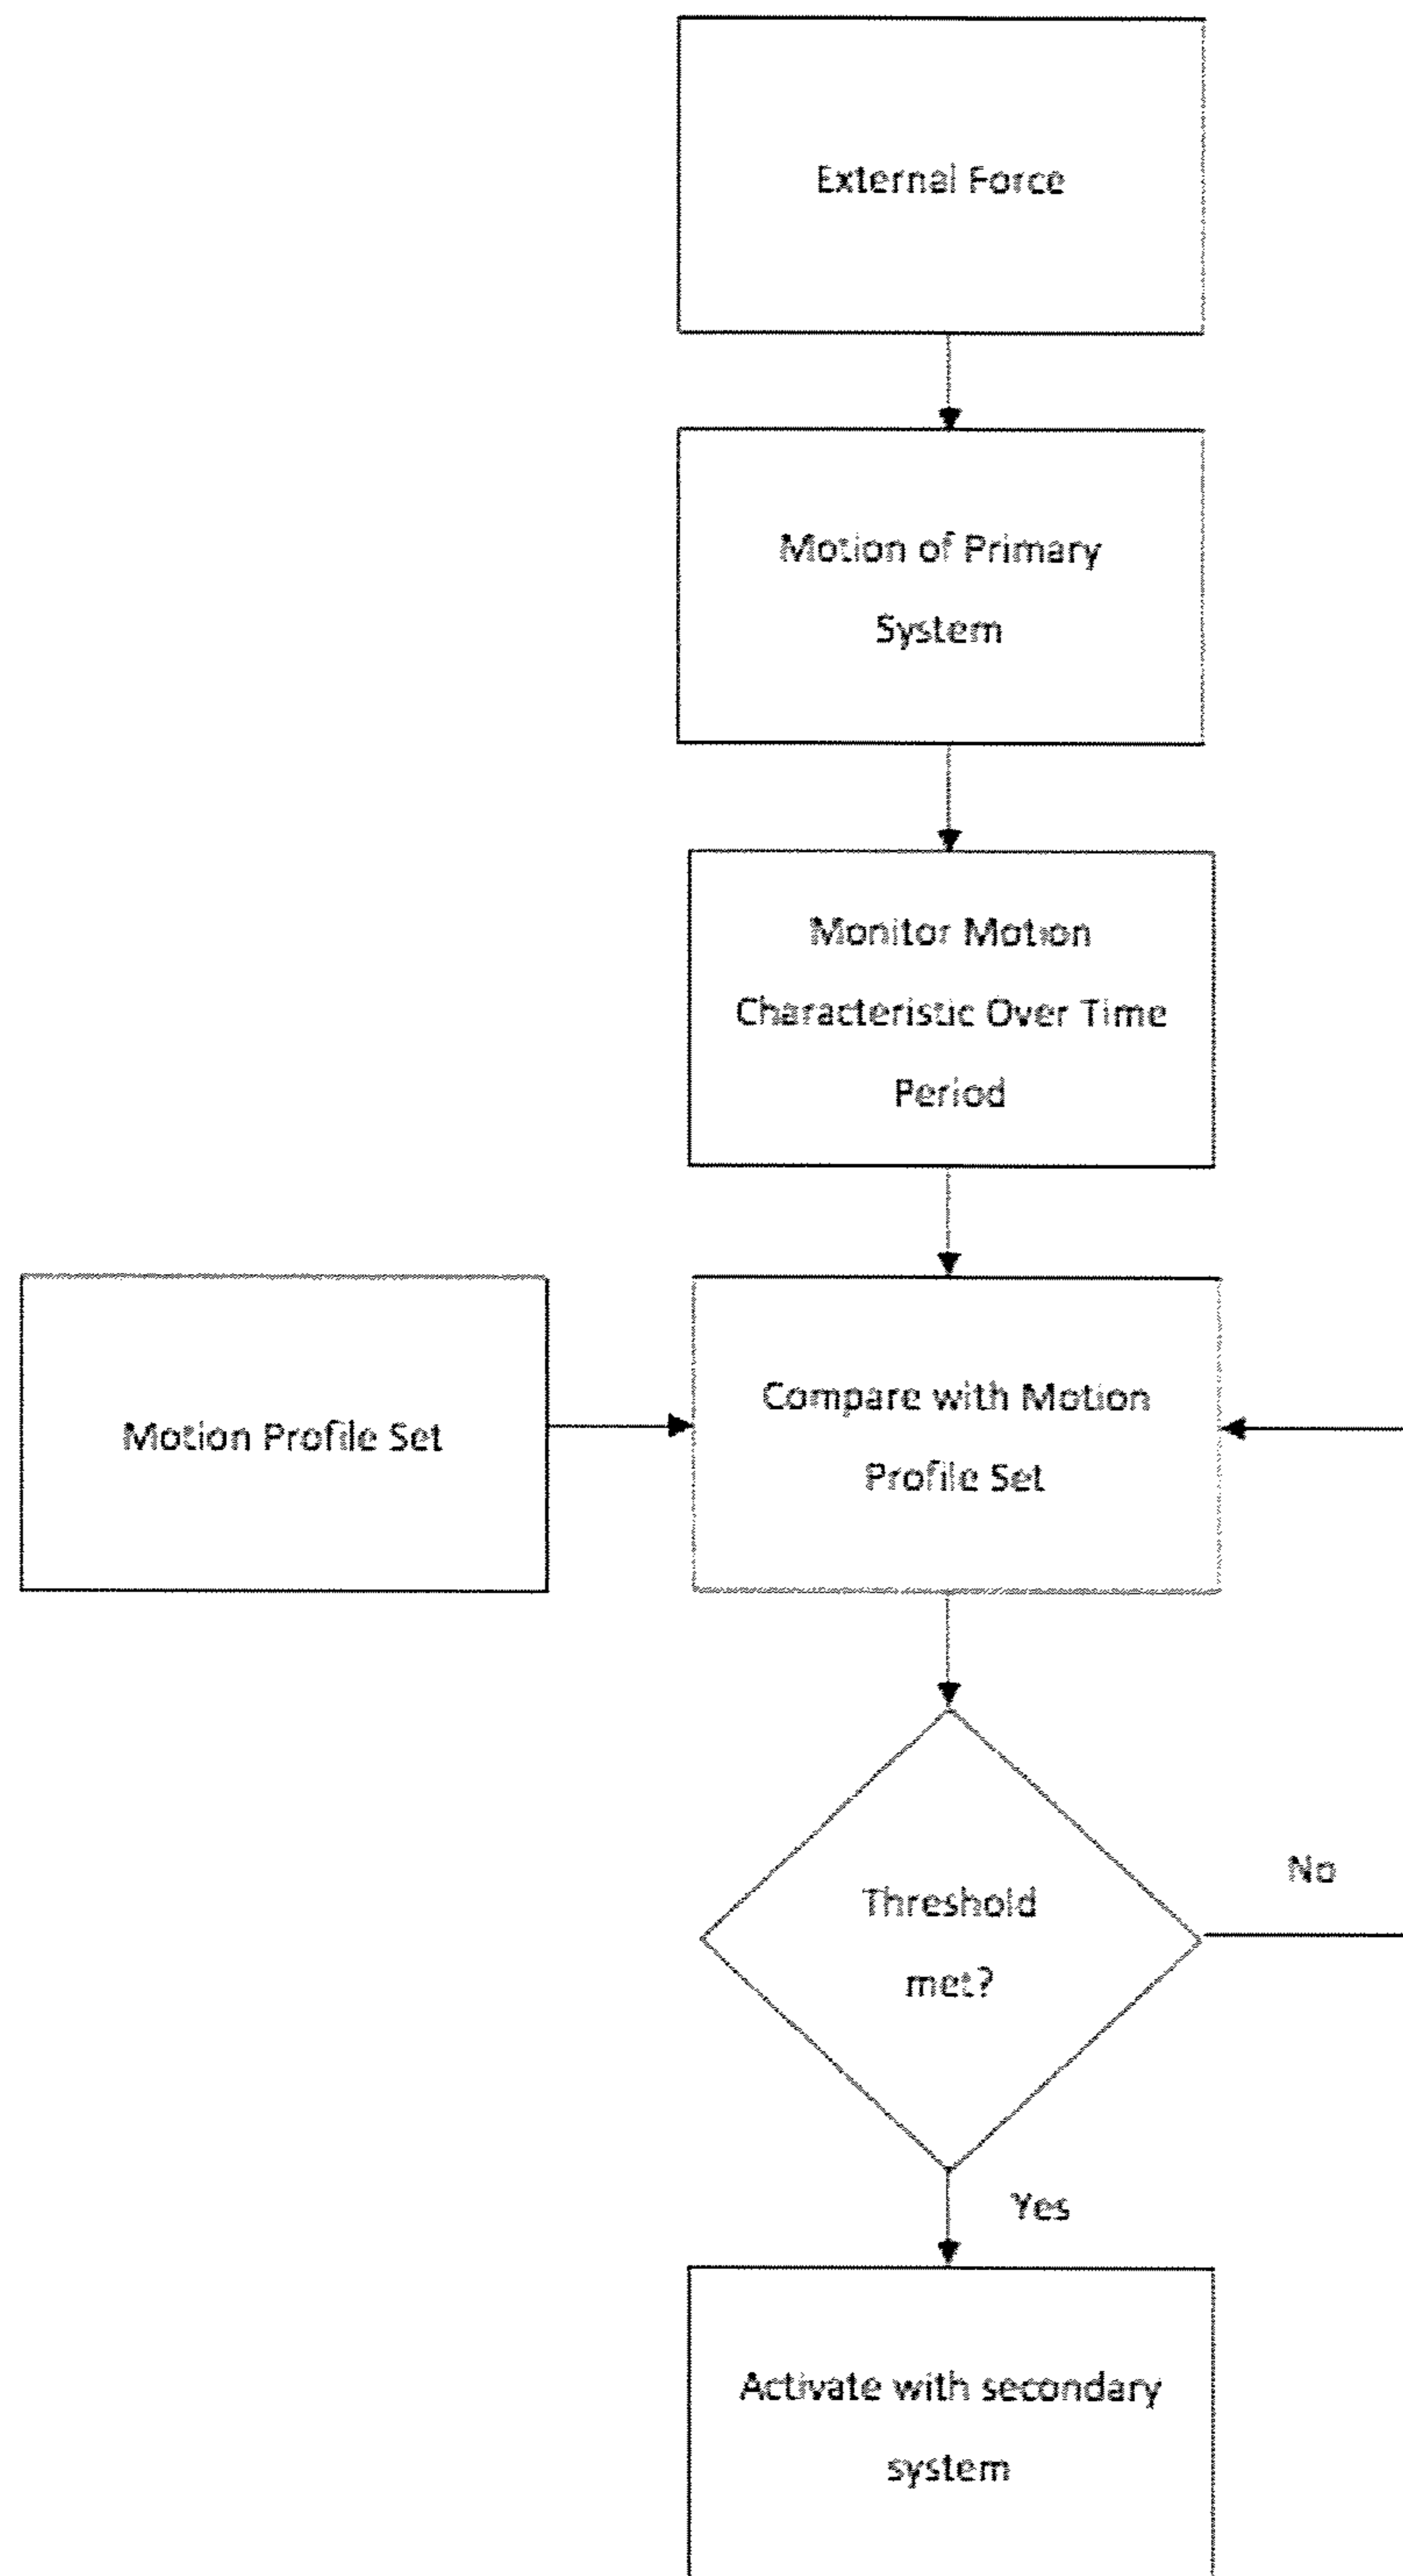 External Force
Motion of Primary
System
Monitor Motion
Characteristic Over Time
Period
Motion Profile Set
Compare with Motion
Profile Set
Threshold
met?
No
Yes
Activate with secondary
system